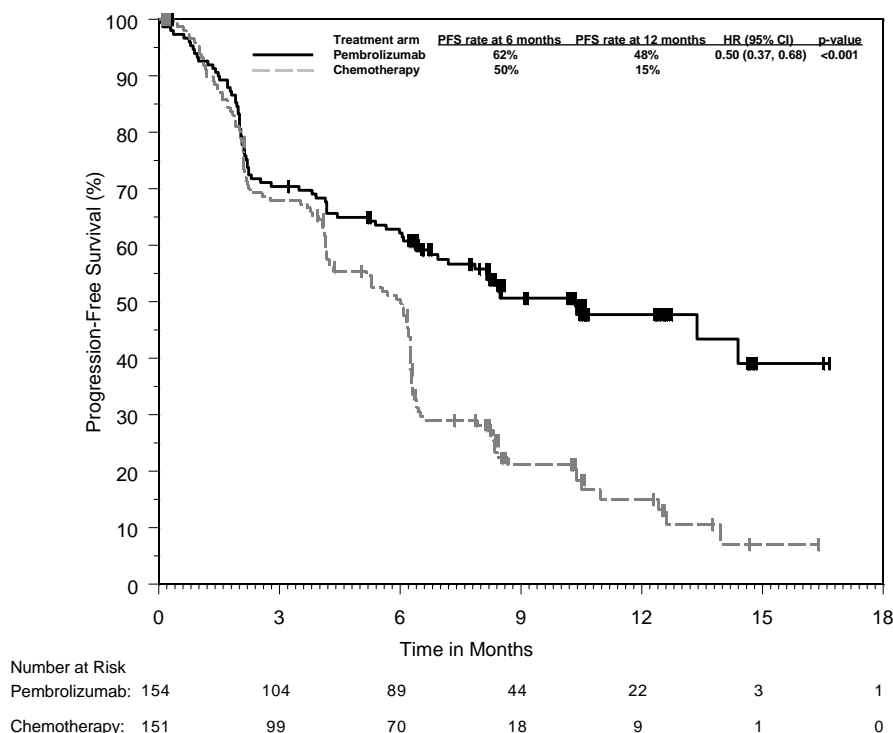 Treatment arm PFS rate at 6 months PFS rate at 12 months HR (95% CI) p-value
Pembrolizumab 62% 48% 0.50 (0.37, 0.68) <0.001
Chemotherapy 50% 15%
Progression-Free Survival (%)
100
90
80
70
60
50
40
30
20
10
0
0 3 6 9 12 15 18
Time in Months
Number at Risk
Pembrolizumab: 154 104 89 44 22 3 1
Chemotherapy: 151 99 70 18 9 1 0